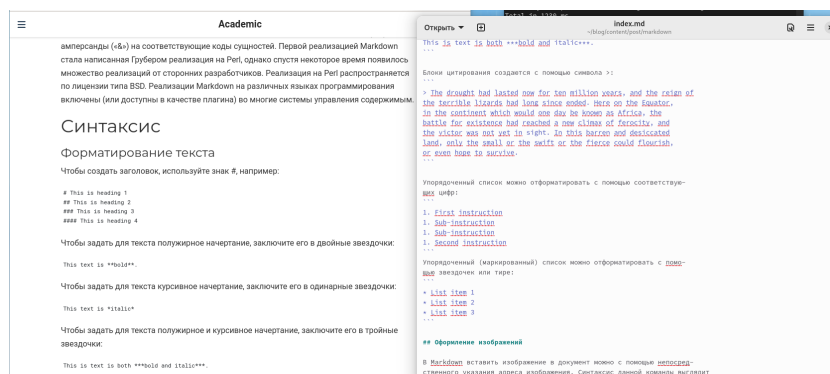 Academic
амперсанды («&») на соответствующие коды сущностей. Первой реализацией Markdown
стала написанная Грубером реализация на Perl, однако спустя некоторое время появилось
множество реализаций от сторонних разработчиков. Реализация на Perl распространяется
по лицензии типа BSD. Реализации Markdown на различных языках программирования
включены (или доступны в качестве плагина) во многие системы управления содержимым.
Синтаксис
Форматирование текста
Чтобы создать заголовок, используйте знак #, например:
# This is heading 1
## This is heading 2
### This is heading 3
#### This is heading 4
Чтобы задать для текста полужирное начертание, заключите его в двойные звездочки:
This text is **bold**.
Чтобы задать для текста курсивное начертание, заключите его в одинарные звездочки:
This text is *italic*
Чтобы задать для текста полужирное и курсивное начертание, заключите его в тройные
звездочки:
This is text is both ***bold and italic***.
Total in 1230 ms
Открыть
index.md
~/blog/content/post/markdown
This is text is both ***bold and italic***.
```
Блоки цитирования создаются с помощью символа >:
```
> The drought had lasted now for ten million years, and the reign of
the terrible lizards had long since ended. Here on the Equator,
in the continent which would one day be known as Africa, the
battle for existence had reached a new climax of ferocity, and
the victor was not yet in sight. In this barren and desiccated
land, only the small or the swift or the fierce could flourish,
or even hope to survive.
```
Упорядоченный список можно отформатировать с помощью соответствую-
щих цифр:
```
1. First instruction
1. Sub-instruction
1. Sub-instruction
1. Second instruction
```
Упорядоченный (маркированный) список можно отформатировать с помо-
щью звездочек или тире:
```
* List item 1
* List item 2
* List item 3
```
## Оформление изображений
В Markdown вставить изображение в документ можно с помощью непосред-
ственного указания адреса изображения. Синтаксис данной команды выглядит